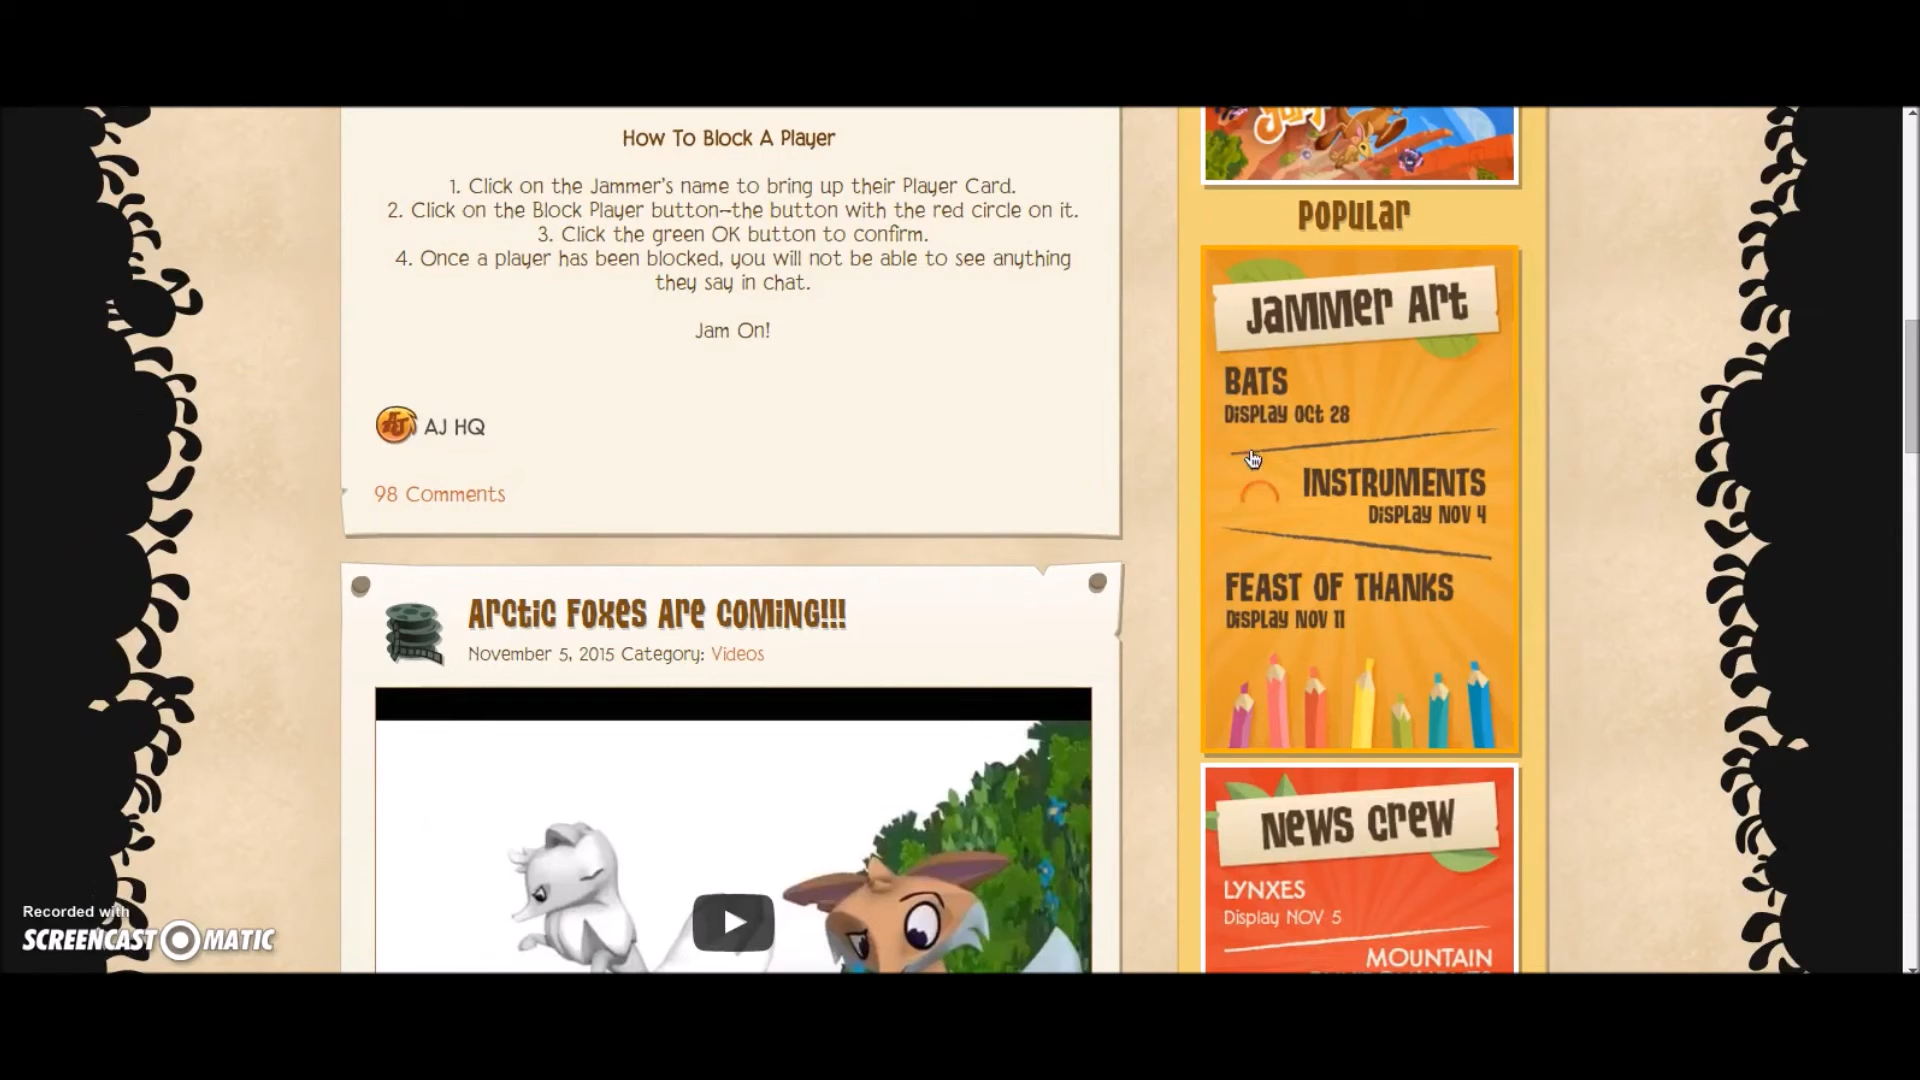 How To Block A Player
1. Click on the Jammer's name to bring up their Player Card.
2. Click on the Block Player button–the button with the red circle on it.
3. Click the green OK button to confirm.
4. Once a player has been blocked, you will not be able to see anything
they say in chat.
Jam On!
AJ HQ
98 Comments
Arctic Foxes Are Coming!!!
November 5, 2015 Category: Videos
Popular
Jammer Art
BATS
Display Oct 28
INSTRUMENTS
Display Nov 4
FEAST OF THANKS
Display Nov 11
News Crew
LYNXES
Display NOV 5
MOUNTAIN
Recorded with
SCREENCAST MATIC